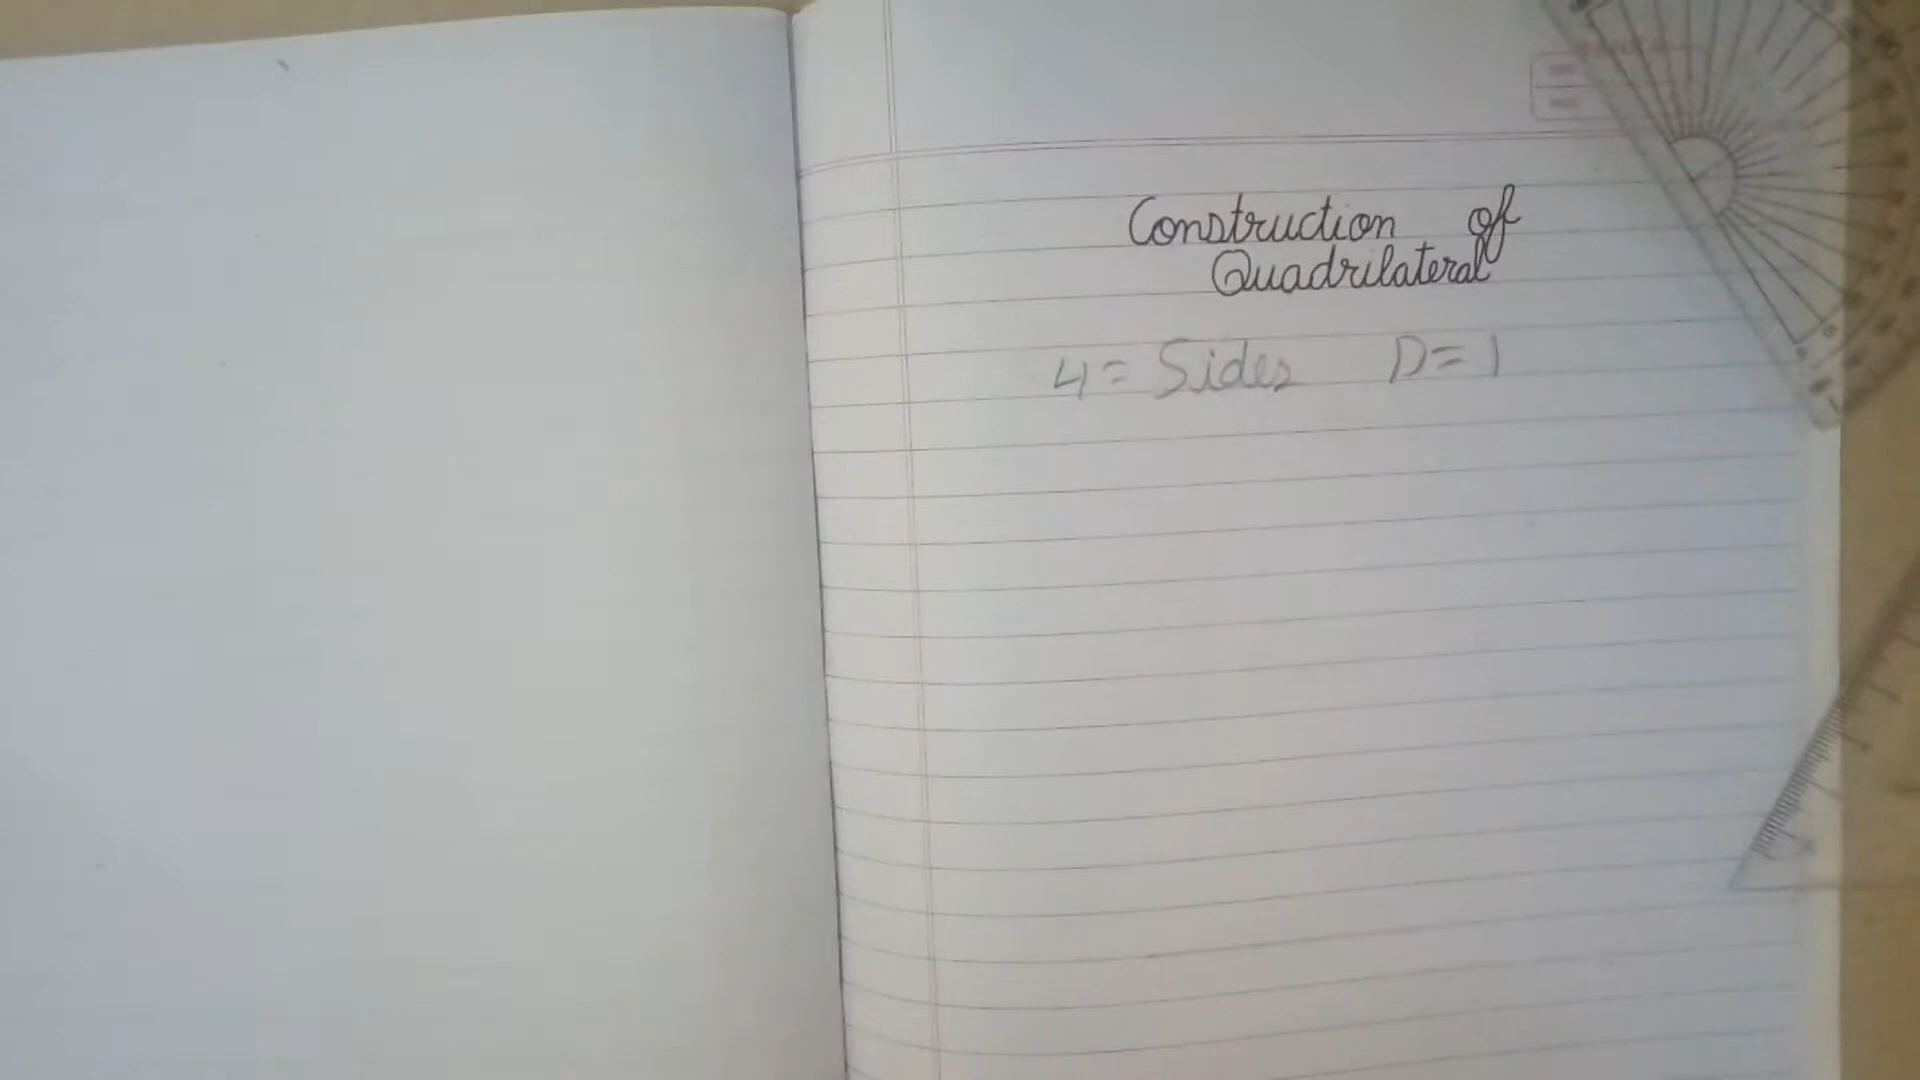 Construction of
Quadrilateral
4 = Sides D = 1